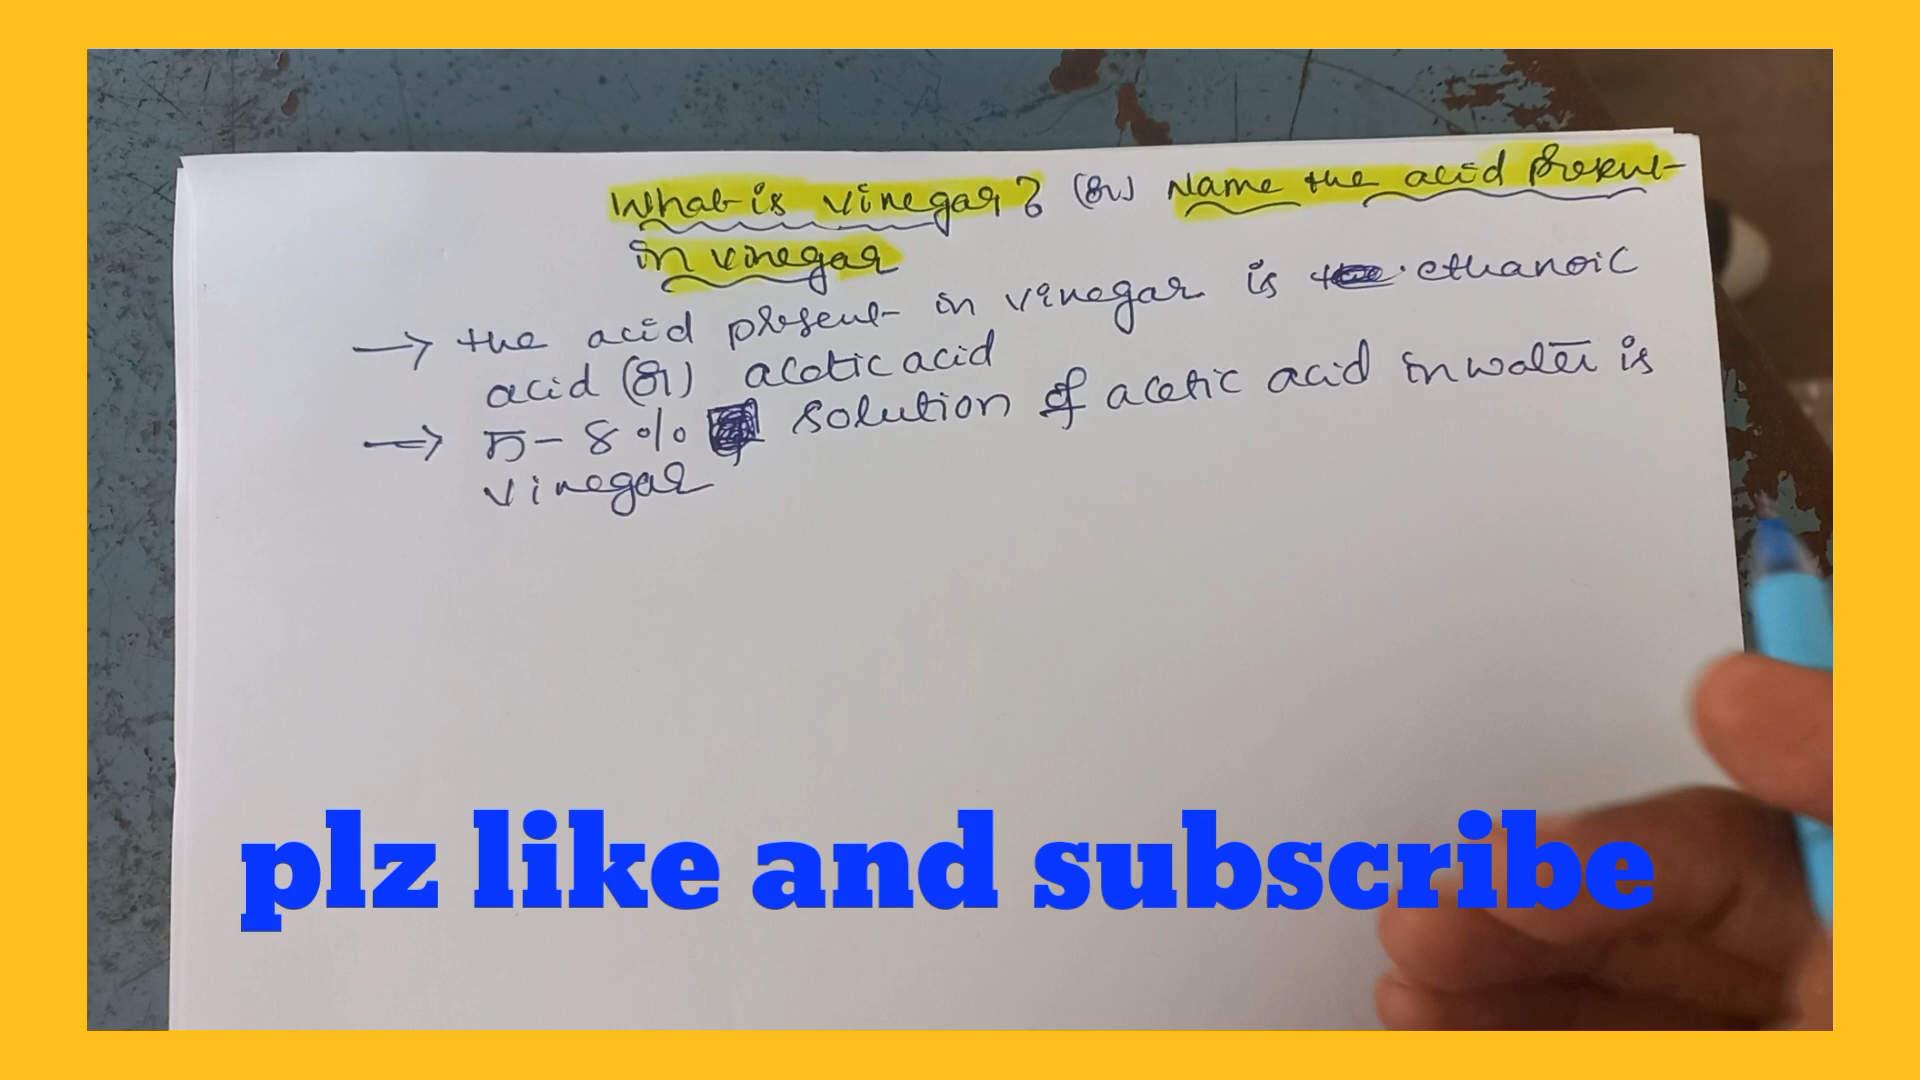 What is vinegar? (or) Name the acid present
in vinegar
→ the acid present in vinegar is ethanoic
acid (or) acetic acid
→ 5-8% solution of acetic acid in water is
vinegar
plz like and subscribe